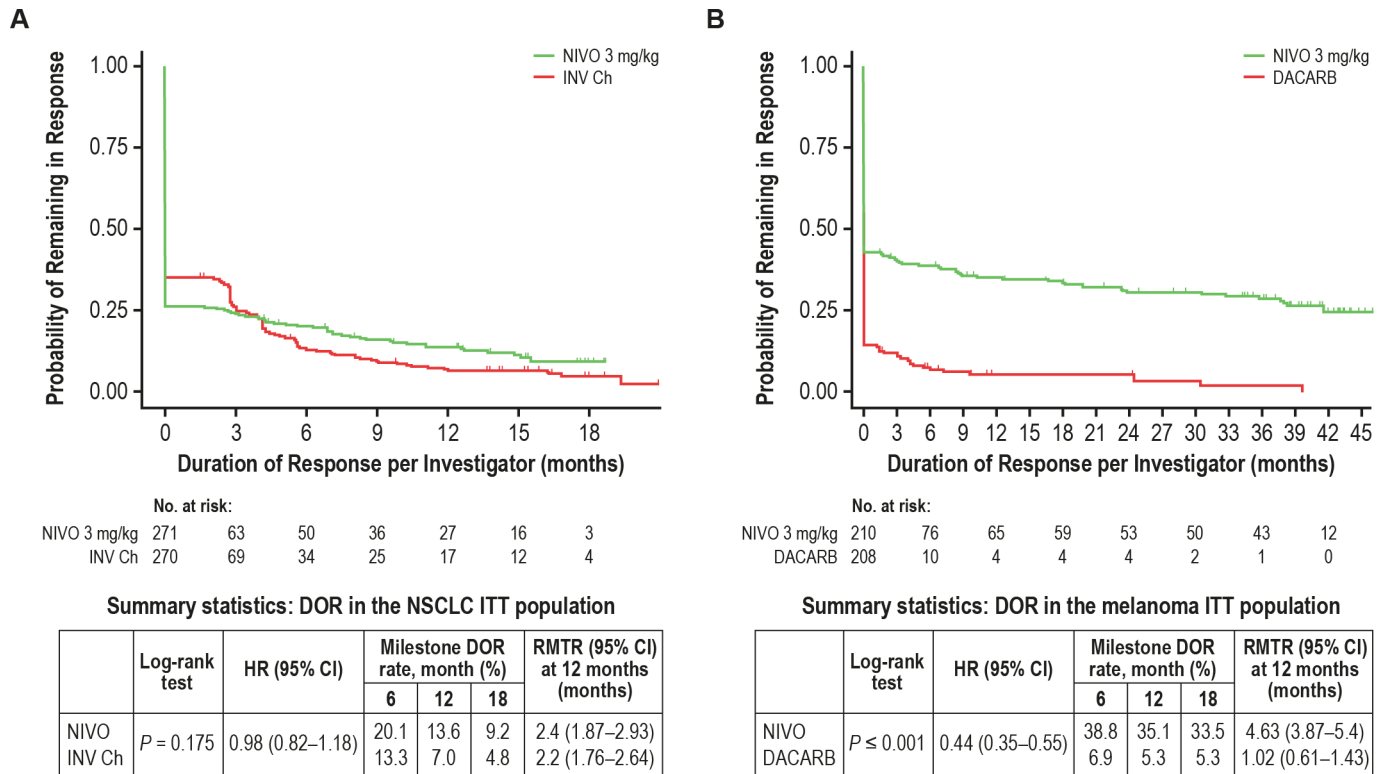 A
Probability of Remaining in Response
1.00
0.75
0.50
0.25
0.00
NIVO 3 mg/kg
INV Ch
0 3 6 9 12 15 18
Duration of Response per Investigator (months)
No. at risk:
NIVO 3 mg/kg 271 63 50 36 27 16 3
INV Ch 270 69 34 25 17 12 4
Summary statistics: DOR in the NSCLC ITT population
Log-rank test
HR (95% CI)
Milestone DOR
rate, month (%)
6 12 18
RMTR (95% CI)
at 12 months
(months)
NIVO 20.1 13.6 9.2 2.4 (1.87–2.93)
P = 0.175 0.98 (0.82–1.18)
INV Ch 13.3 7.0 4.8 2.2 (1.76–2.64)
B
Probability of Remaining in Response
1.00
0.75
0.50
0.25
0.00
NIVO 3 mg/kg
DACARB
0 3 6 9 12 15 18 21 24 27 30 33 36 39 42 45
Duration of Response per Investigator (months)
No. at risk:
NIVO 3 mg/kg 210 76 65 59 53 50 43 12
DACARB 208 10 4 4 4 2 1 0
Summary statistics: DOR in the melanoma ITT population
Log-rank
test
HR (95% CI)
Milestone DOR
rate, month (%)
6 12 18
RMTR (95% CI)
at 12 months
(months)
NIVO 38.8 35.1 33.5 4.63 (3.87–5.4)
P ≤ 0.001 0.44 (0.35–0.55)
DACARB 6.9 5.3 5.3 1.02 (0.61–1.43)